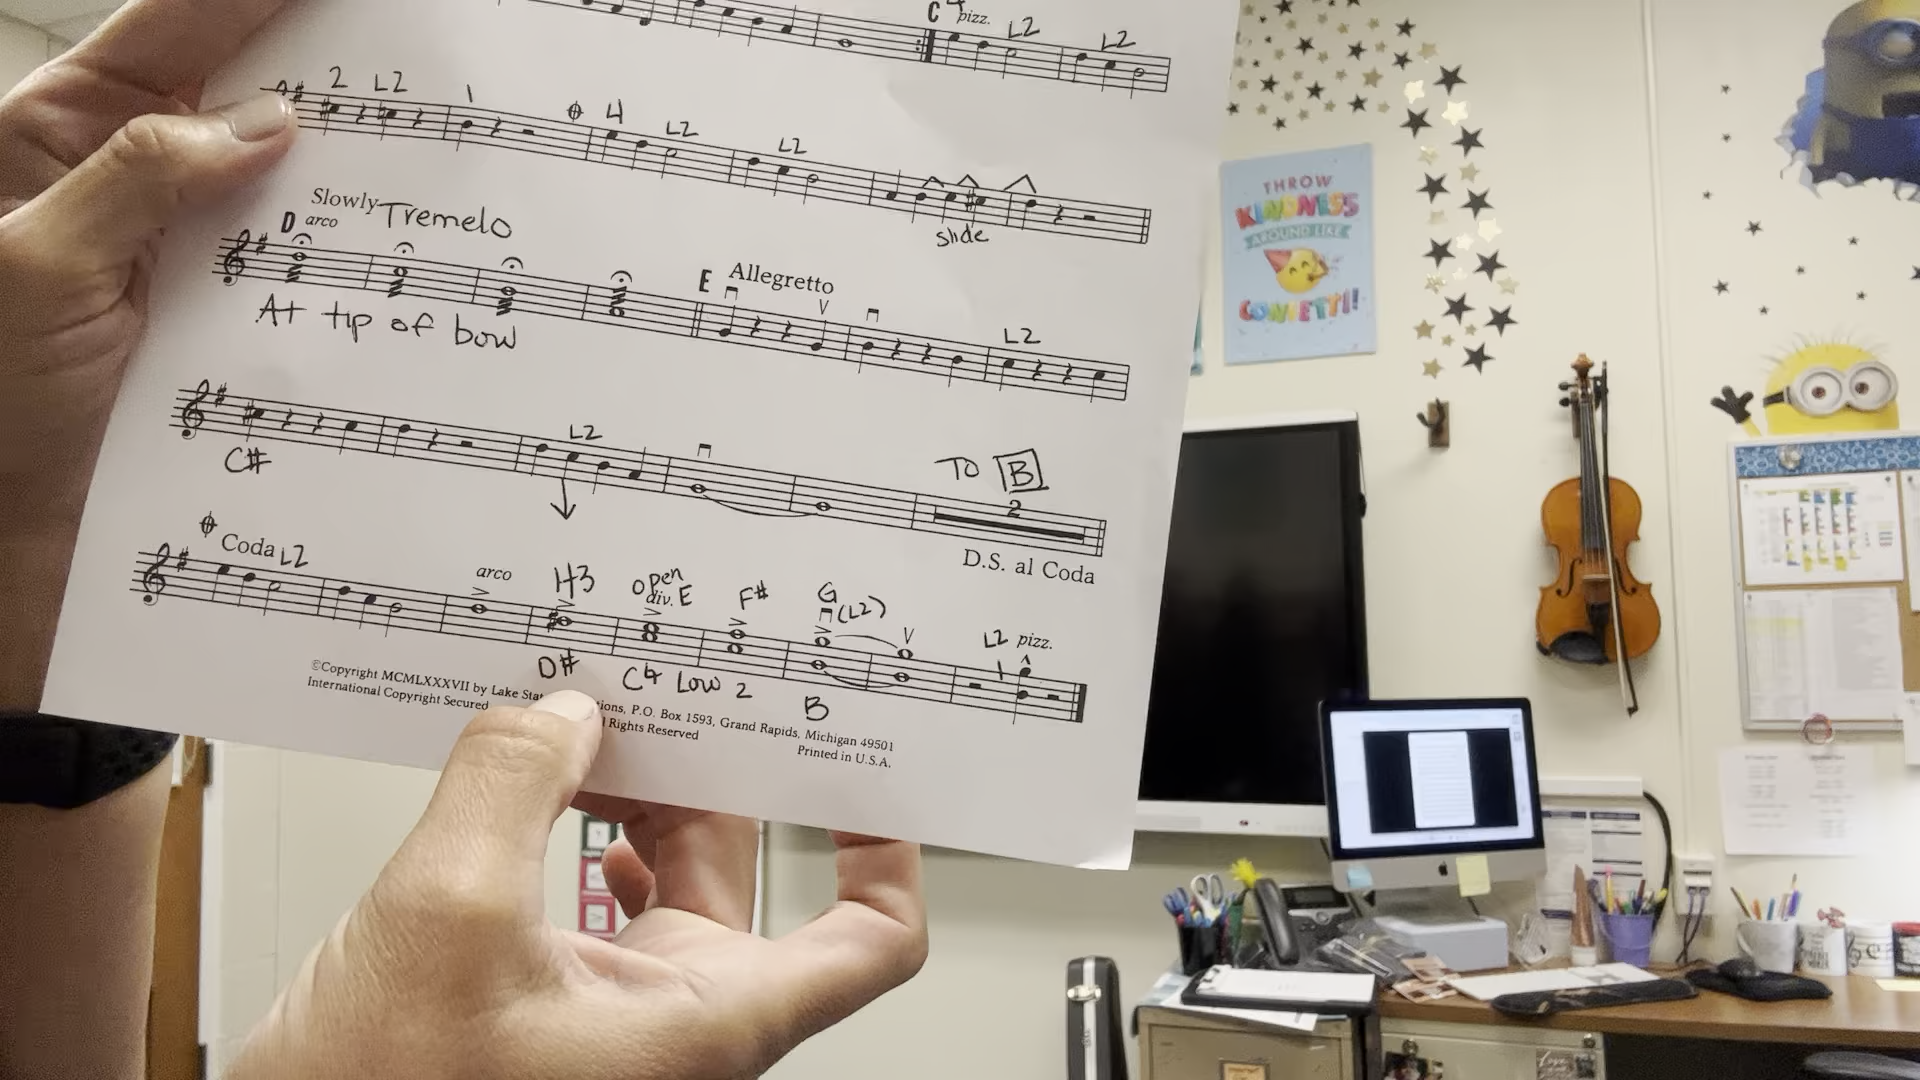 C 4 pizz. L2 L2
2 L2 1 4 L2 L2
slide
Slowly Tremelo
D arco
E Allegretto
L2
At tip of bow
L2
C#
TO B
2
D.S. al Coda
Coda L2
arco H3 open div. E F# G (L2) L2 pizz.
D# C♮ Low 2 B
©Copyright MCMLXXXVII by Lake Stat ions, P.O. Box 1593, Grand Rapids, Michigan 49501
International Copyright Secured l Rights Reserved Printed in U.S.A.
THROW
KINDNESS
AROUND LIKE
CONFETTI!